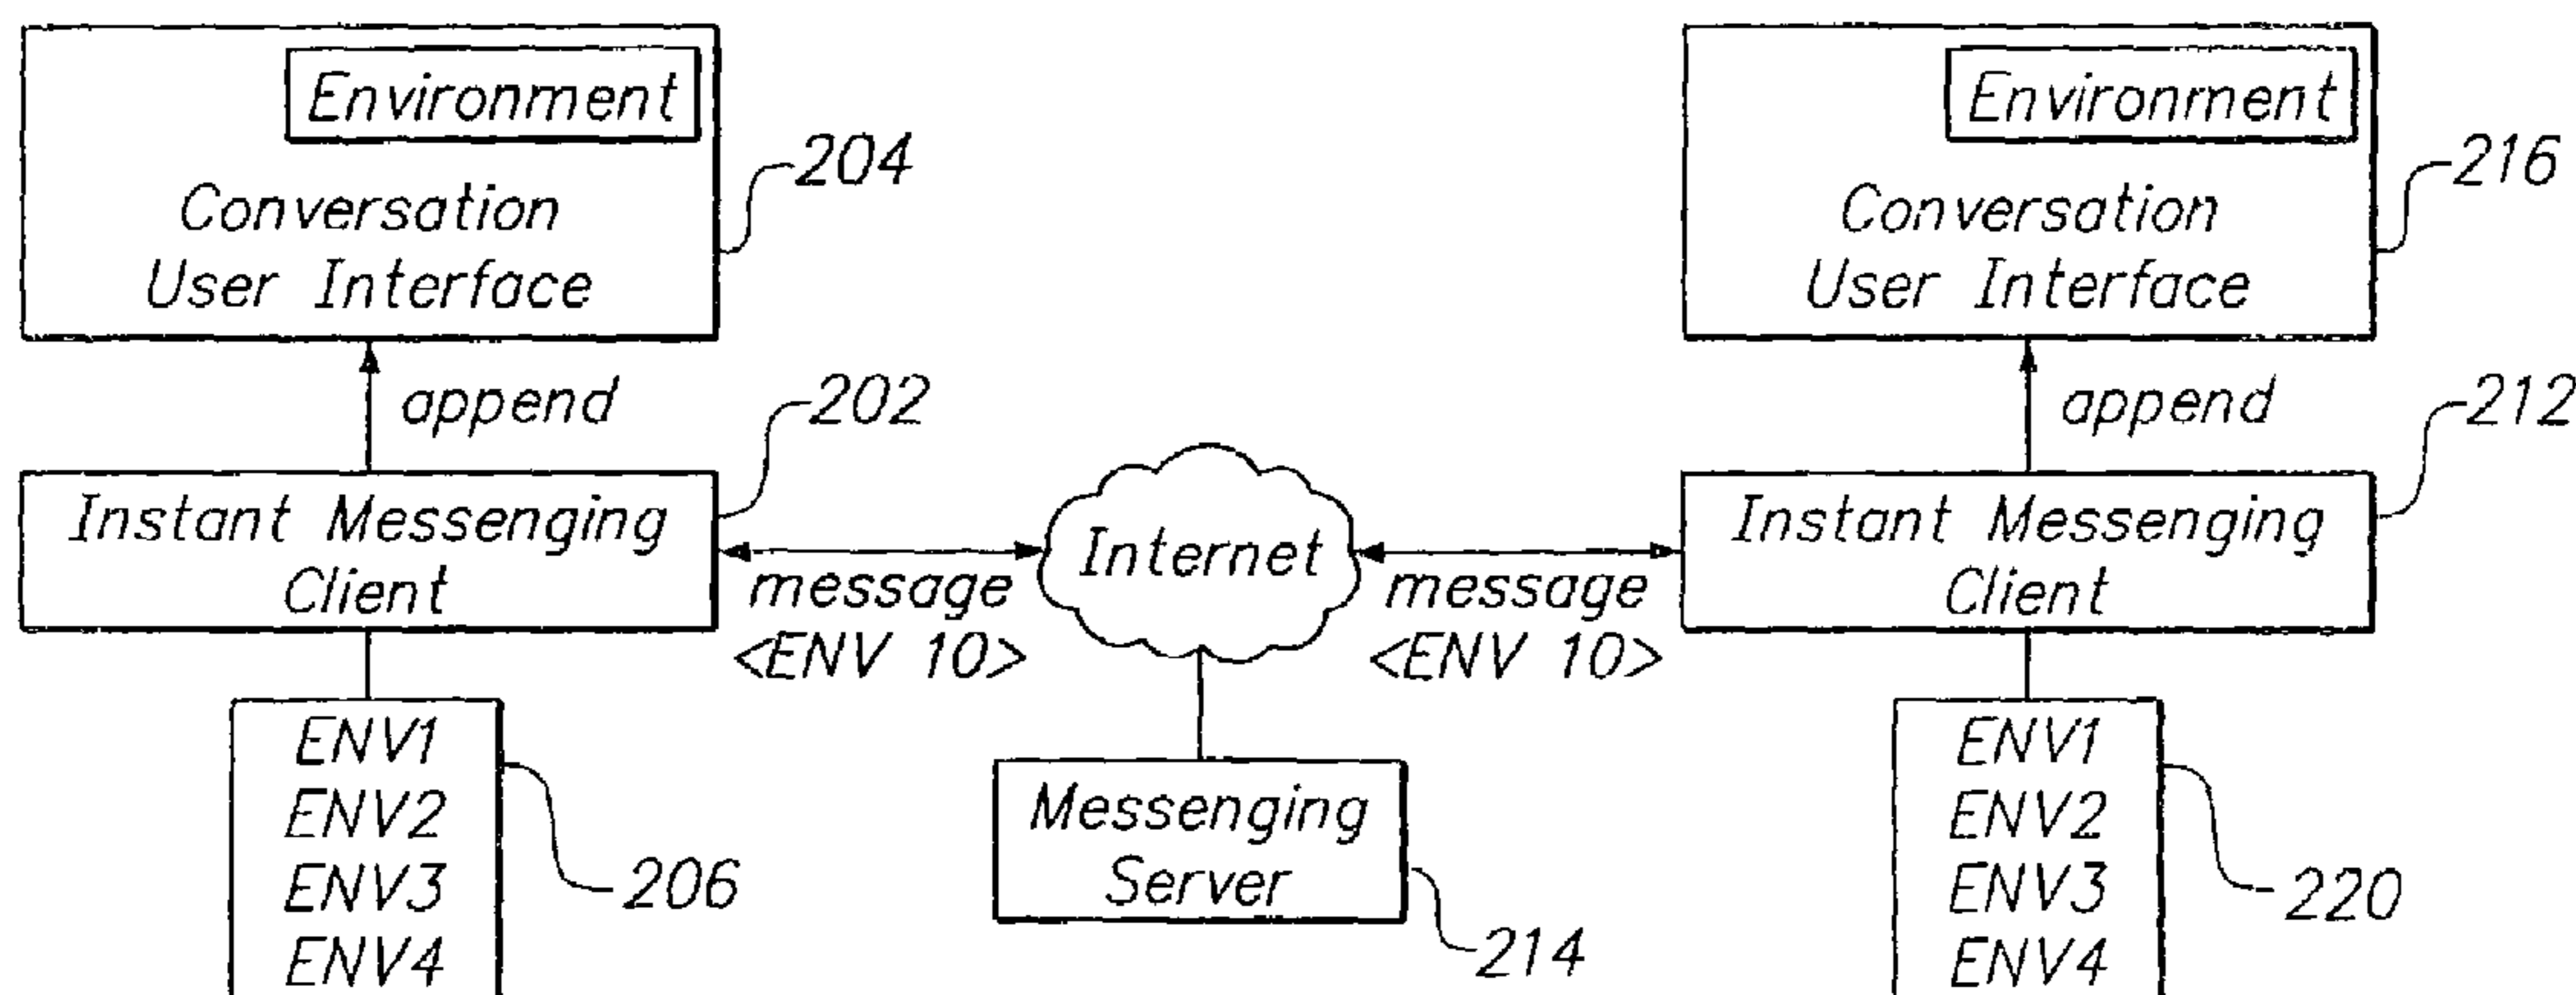 Environment
Conversation
User Interface
204
append
202
Instant Messenging
Client
message
<ENV 10>
ENV1
ENV2
ENV3
ENV4
206
Internet
Messenging
Server
214
message
<ENV 10>
Environment
Conversation
User Interface
216
append
212
Instant Messenging
Client
ENV1
ENV2
ENV3
ENV4
220